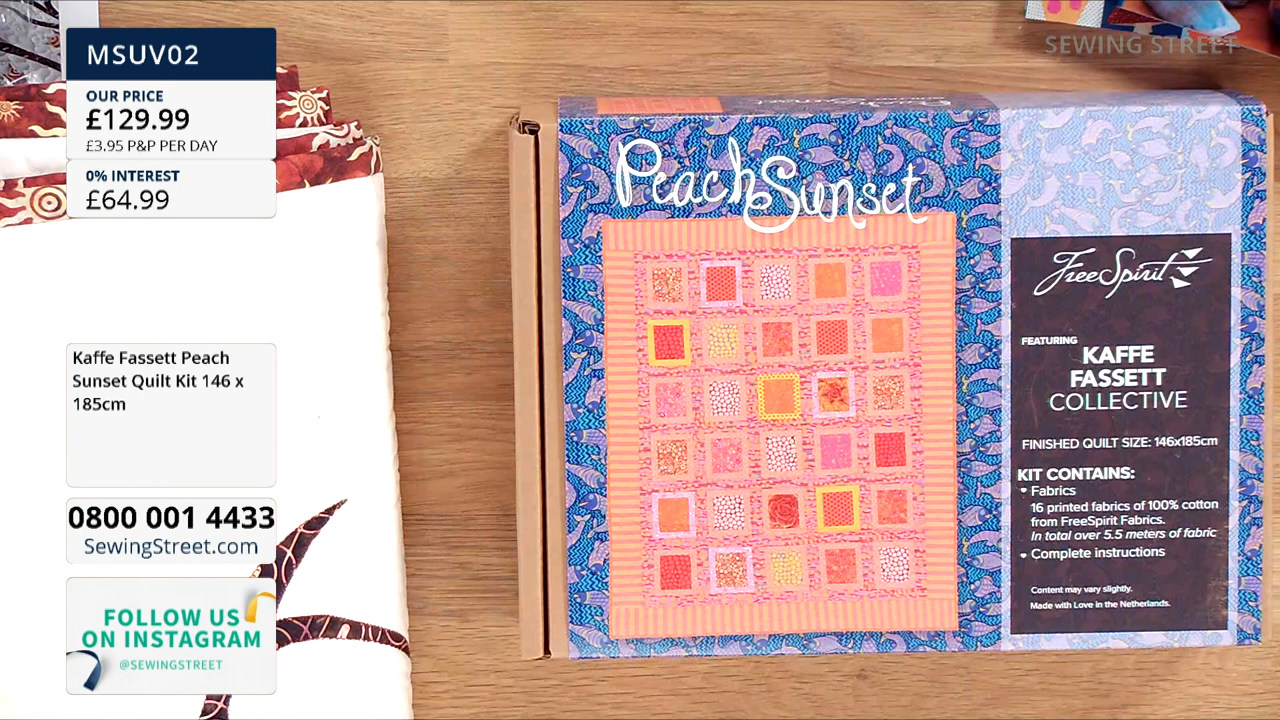 MSUV02
OUR PRICE
£129.99
£3.95 P&P PER DAY
0% INTEREST
£64.99
Kaffe Fassett Peach
Sunset Quilt Kit 146 x
185cm
0800 001 4433
SewingStreet.com
FOLLOW US
ON INSTAGRAM
@SEWINGSTREET
SEWING STREET
Peach Sunset
FreeSpirit
FEATURING
KAFFE
FASSETT
COLLECTIVE
FINISHED QUILT SIZE: 146x185cm
KIT CONTAINS:
Fabrics
16 printed fabrics of 100% cotton
from FreeSpirit Fabrics.
In total over 5.5 meters of fabric
Complete instructions
Content may vary slightly.
Made with Love in the Netherlands.